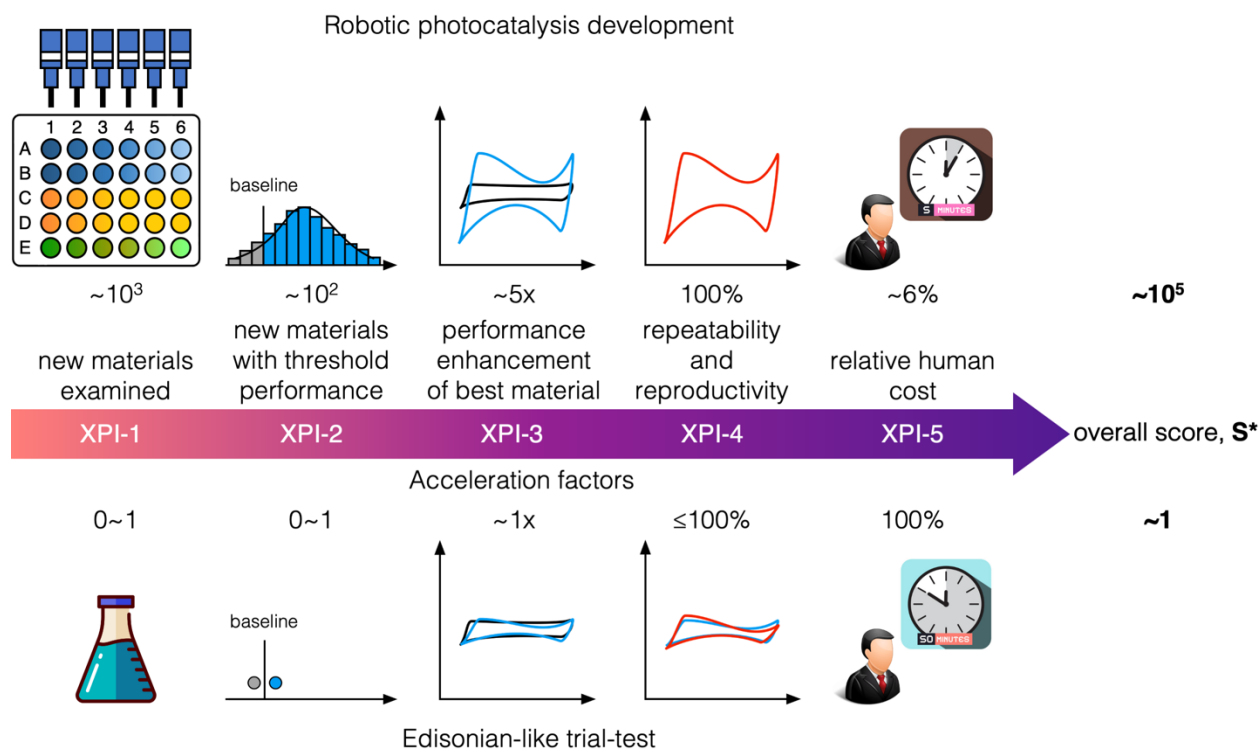 Robotic photocatalysis development
1 2 3 4 5 6
A
B
C
D
E
baseline
5 MINUTES
~10³ ~10² ~5x 100% ~6% ~10⁵
new materials examined
new materials with threshold performance
performance enhancement of best material
repeatability and reproductivity
relative human cost
XPI-1 XPI-2 XPI-3 XPI-4 XPI-5 overall score, S*
Acceleration factors
0~1 0~1 ~1x ≤100% 100% ~1
baseline
50 MINUTES
Edisonian-like trial-test